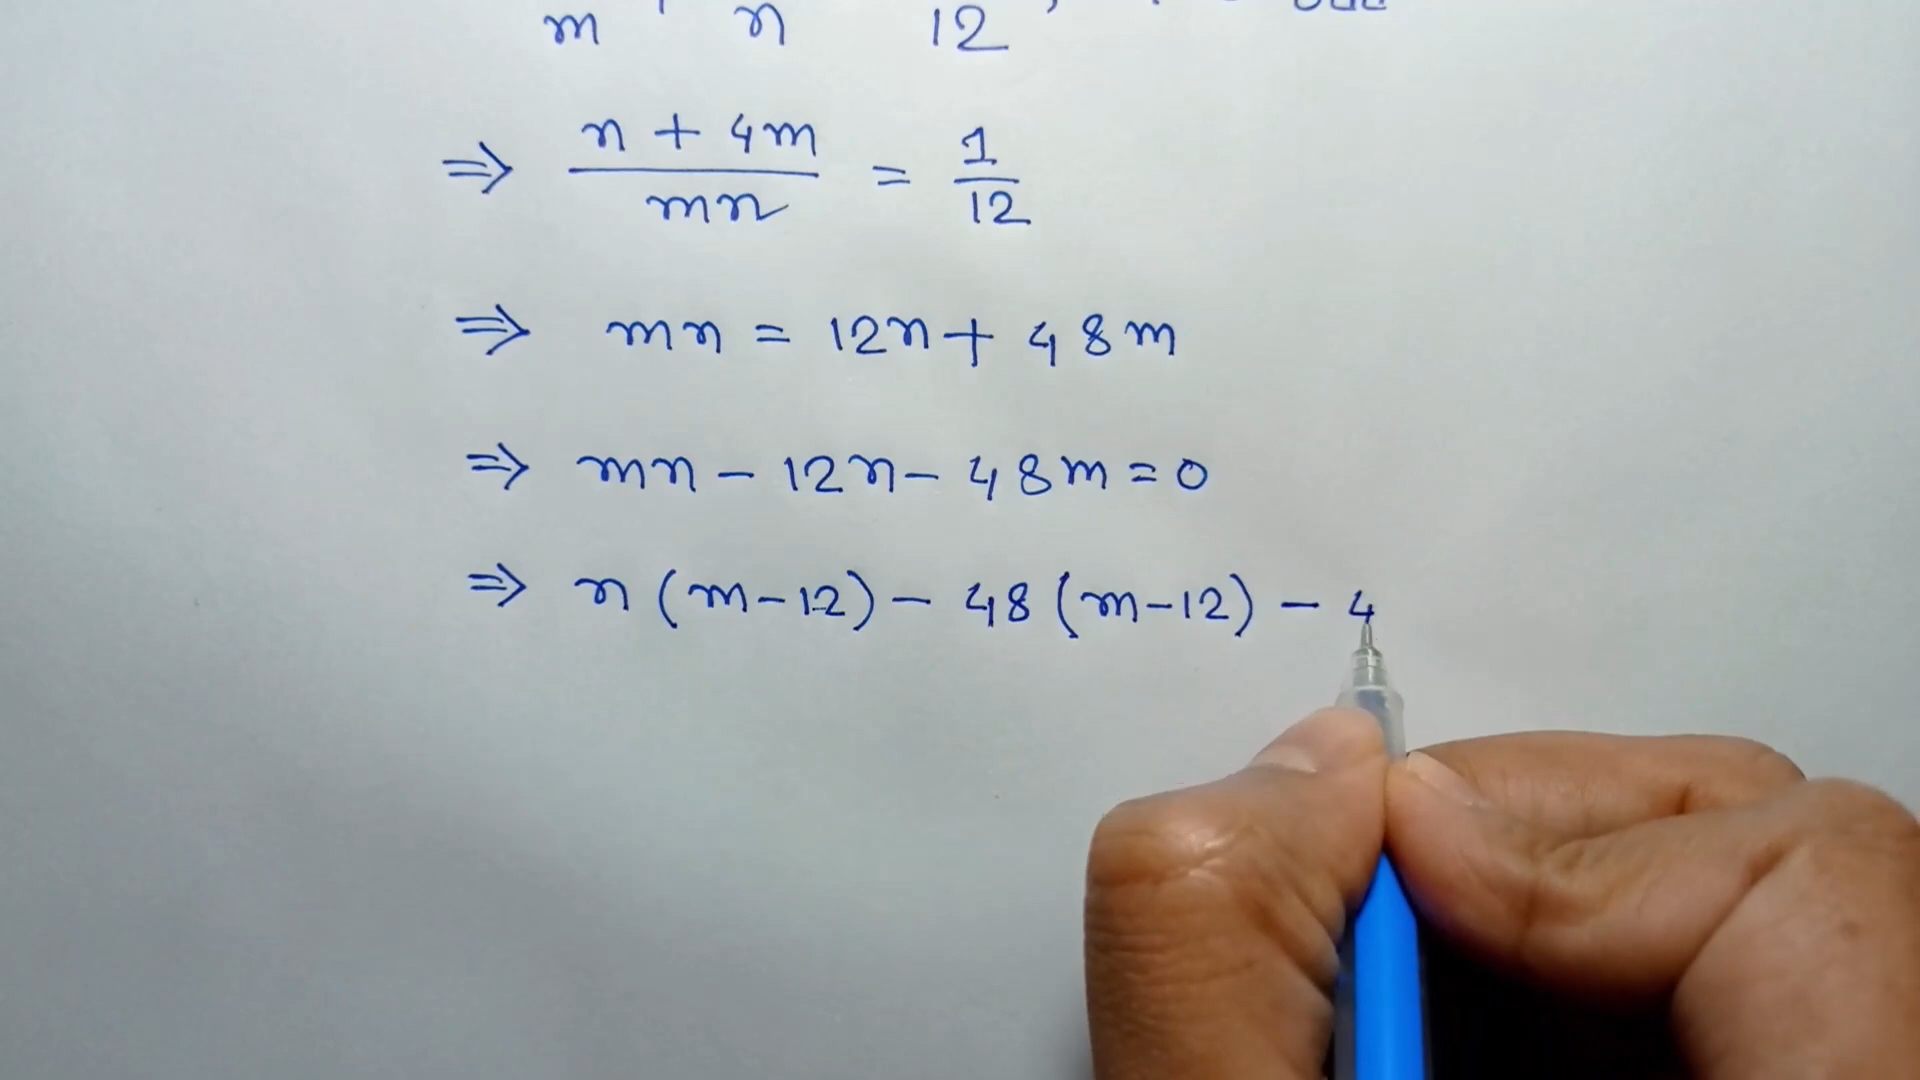 m n 12 ,
⇒ n + 4m / mn = 1 / 12
⇒ mn = 12n + 48m
⇒ mn - 12n - 48m = 0
⇒ n (m-12) - 48 (m-12) - 4